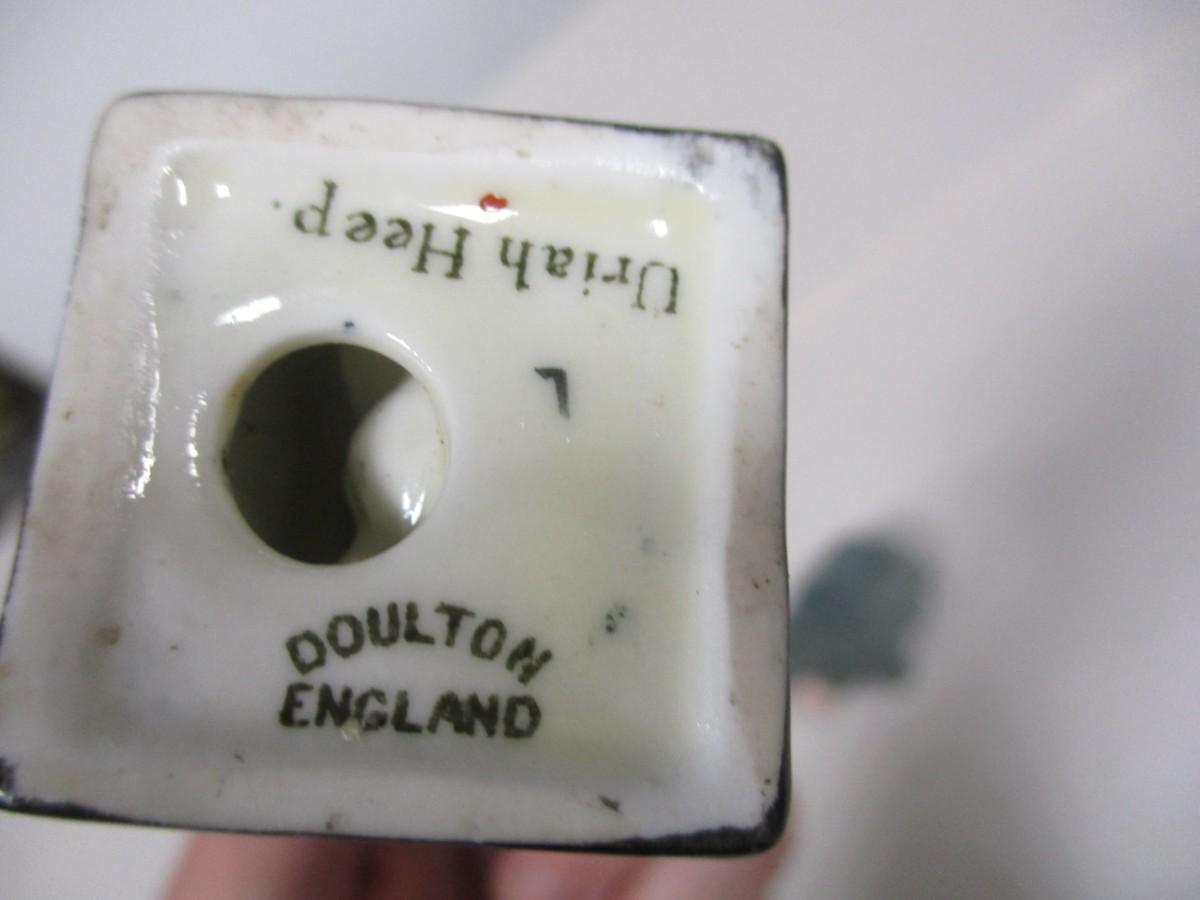 Uriah Heep.
L
DOULTON
ENGLAND